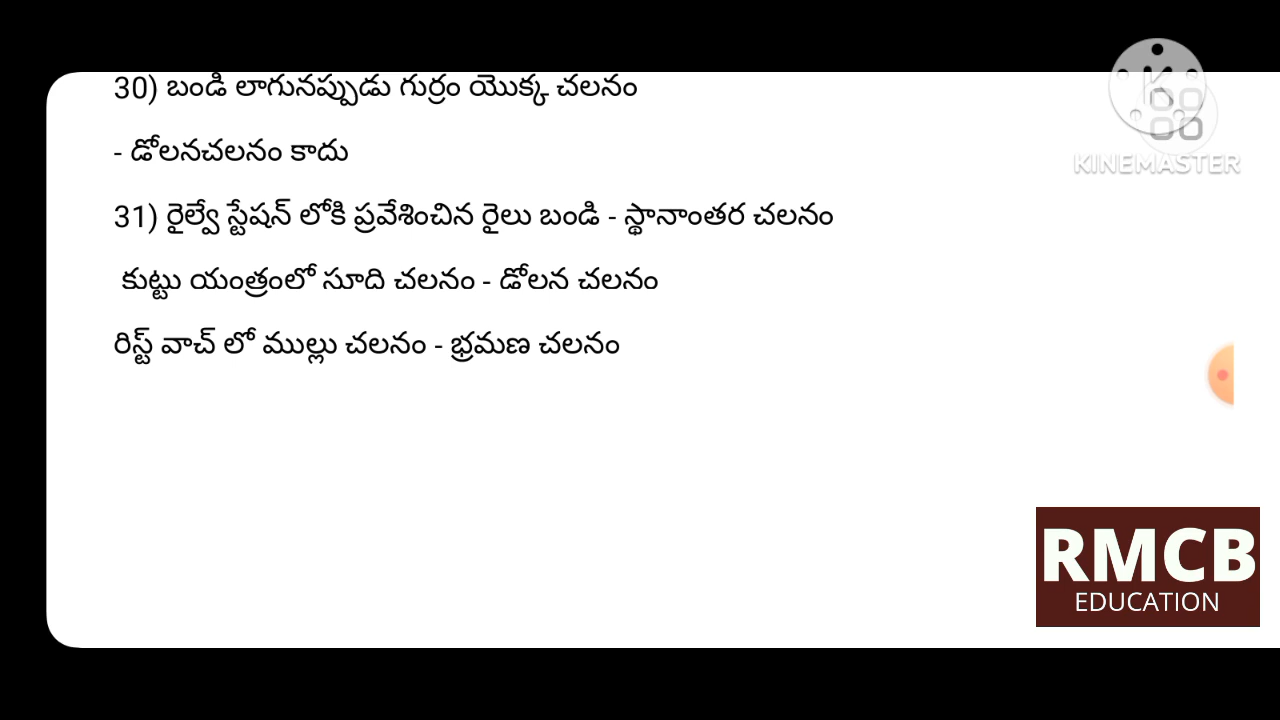 30) బండి లాగునప్పుడు గుర్రం యొక్క చలనం
- డోలనచలనం కాదు
31) రైల్వే స్టేషన్ లోకి ప్రవేశించిన రైలు బండి - స్థానాంతర చలనం
కుట్టు యంత్రంలో సూది చలనం - డోలన చలనం
రిస్ట్ వాచ్ లో ముల్లు చలనం - భ్రమణ చలనం
K
KINEMASTER
RMCB
EDUCATION